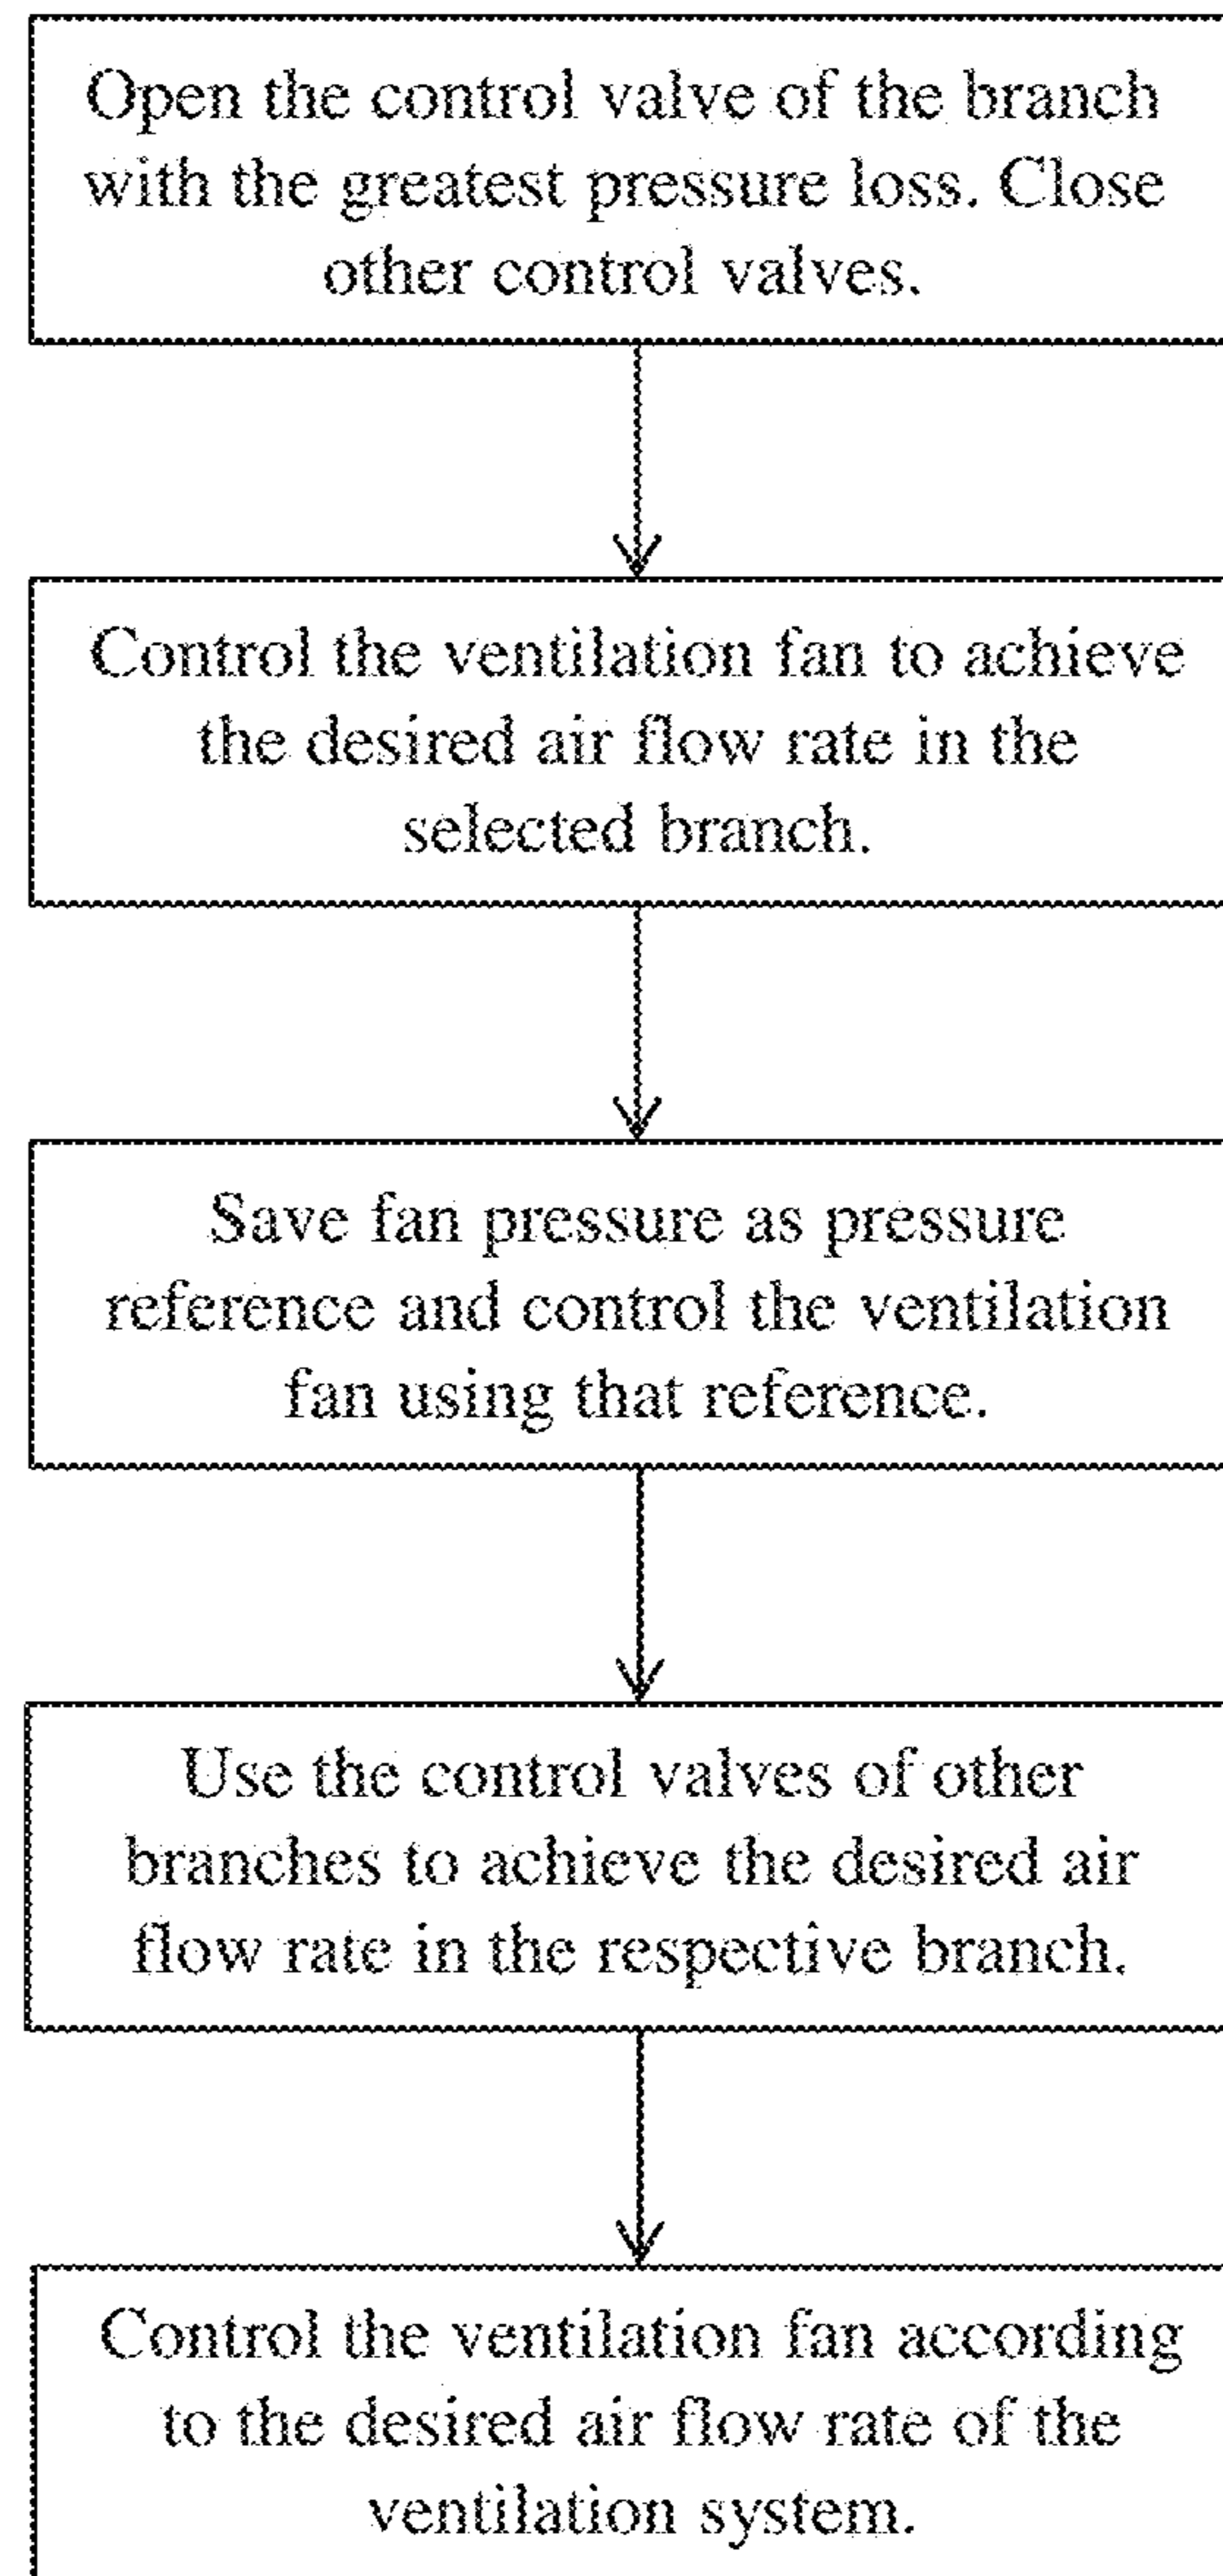 Open the control valve of the branch
with the greatest pressure loss. Close
other control valves.
Control the ventilation fan to achieve
the desired air flow rate in the
selected branch.
Save fan pressure as pressure
reference and control the ventilation
fan using that reference.
Use the control valves of other
branches to achieve the desired air
flow rate in the respective branch.
Control the ventilation fan according
to the desired air flow rate of the
ventilation system.